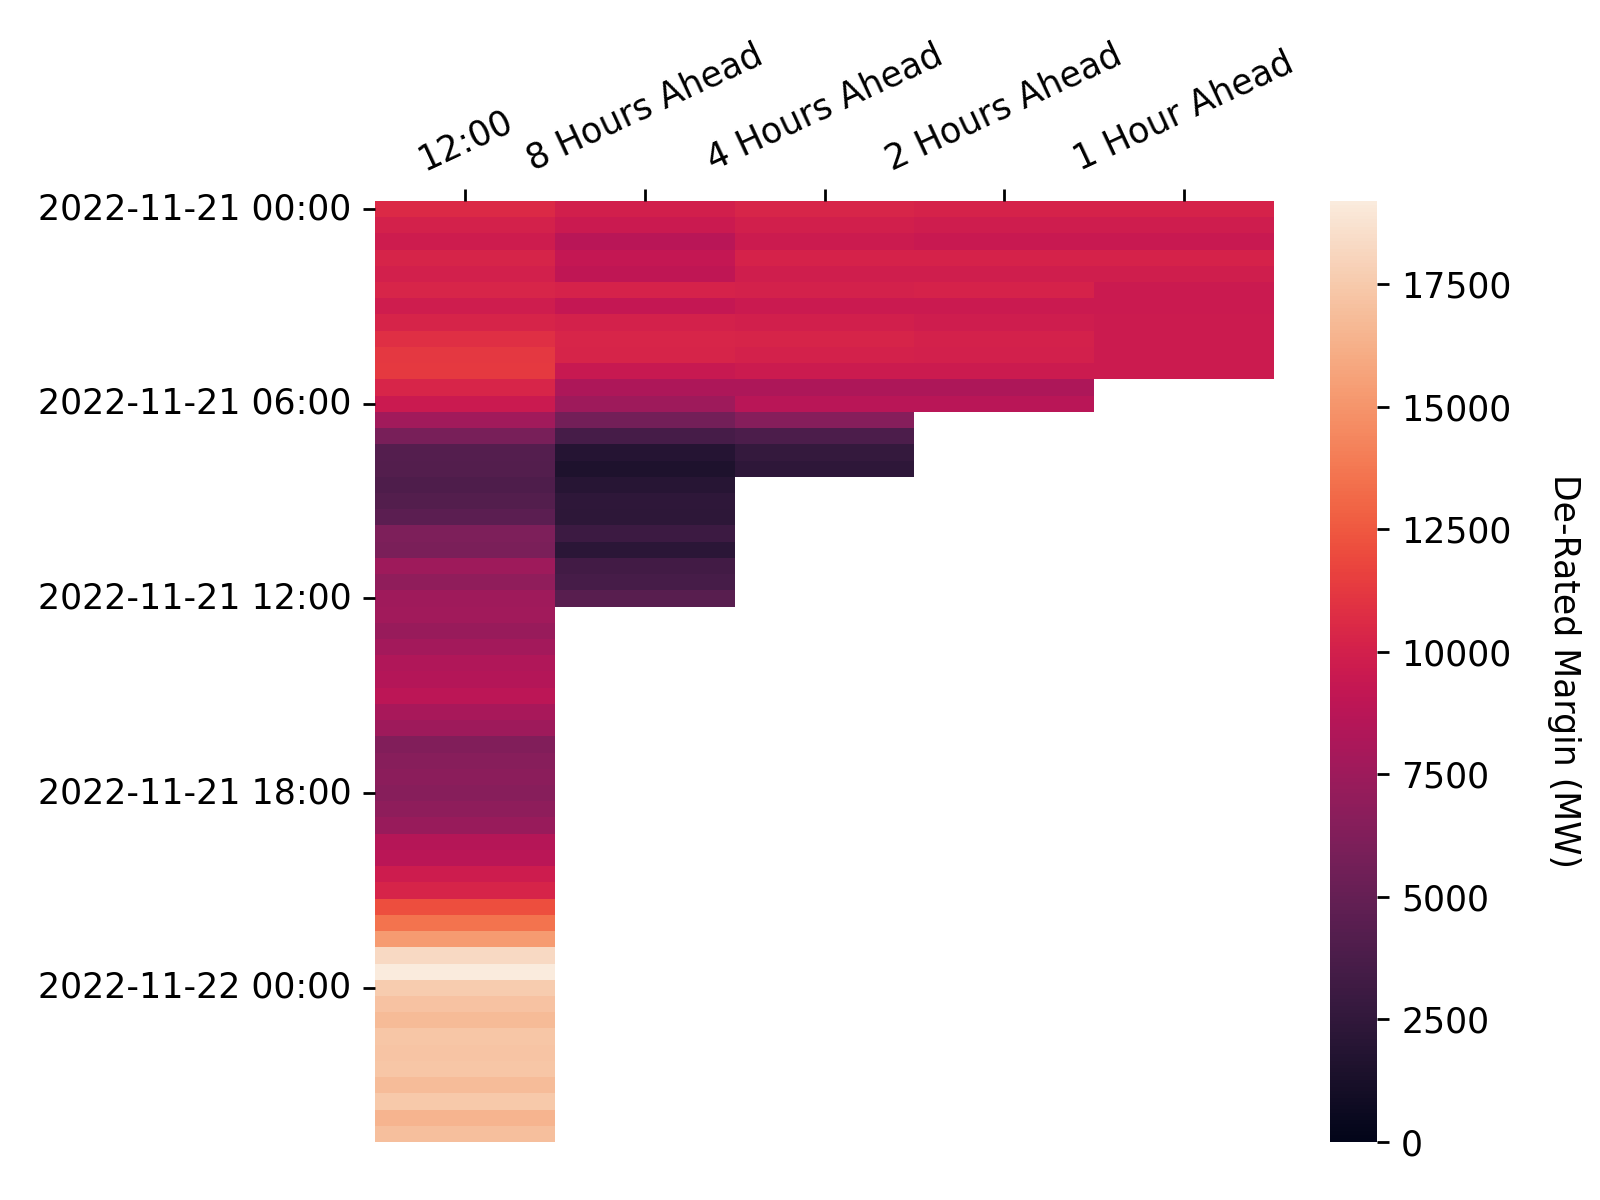 12:00
8 Hours Ahead
4 Hours Ahead
2 Hours Ahead
1 Hour Ahead
2022-11-21 00:00
2022-11-21 06:00
2022-11-21 12:00
2022-11-21 18:00
2022-11-22 00:00
17500
15000
12500
10000
7500
5000
2500
0
De-Rated Margin (MW)